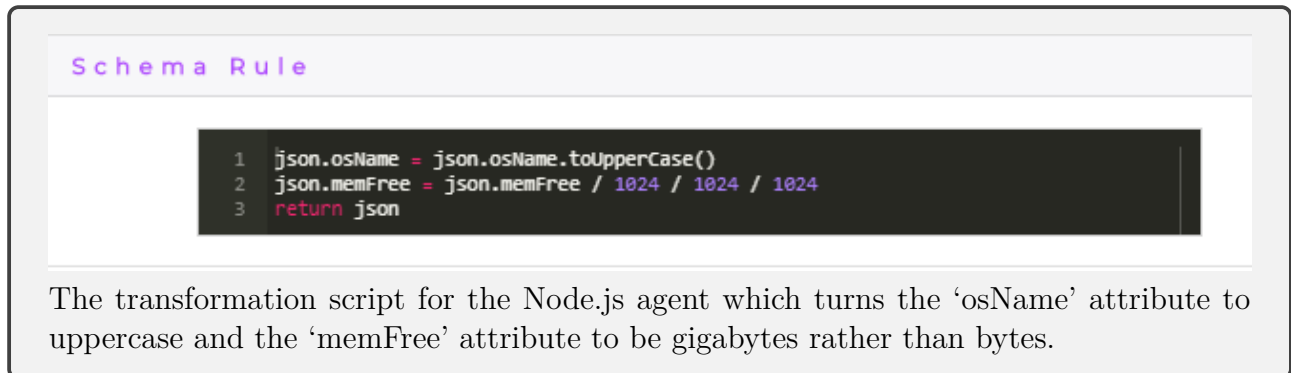 Schema Rule
1 json.osName = json.osName.toUpperCase()
2 json.memFree = json.memFree / 1024 / 1024 / 1024
3 return json
The transformation script for the Node.js agent which turns the ‘osName’ attribute to
uppercase and the ‘memFree’ attribute to be gigabytes rather than bytes.